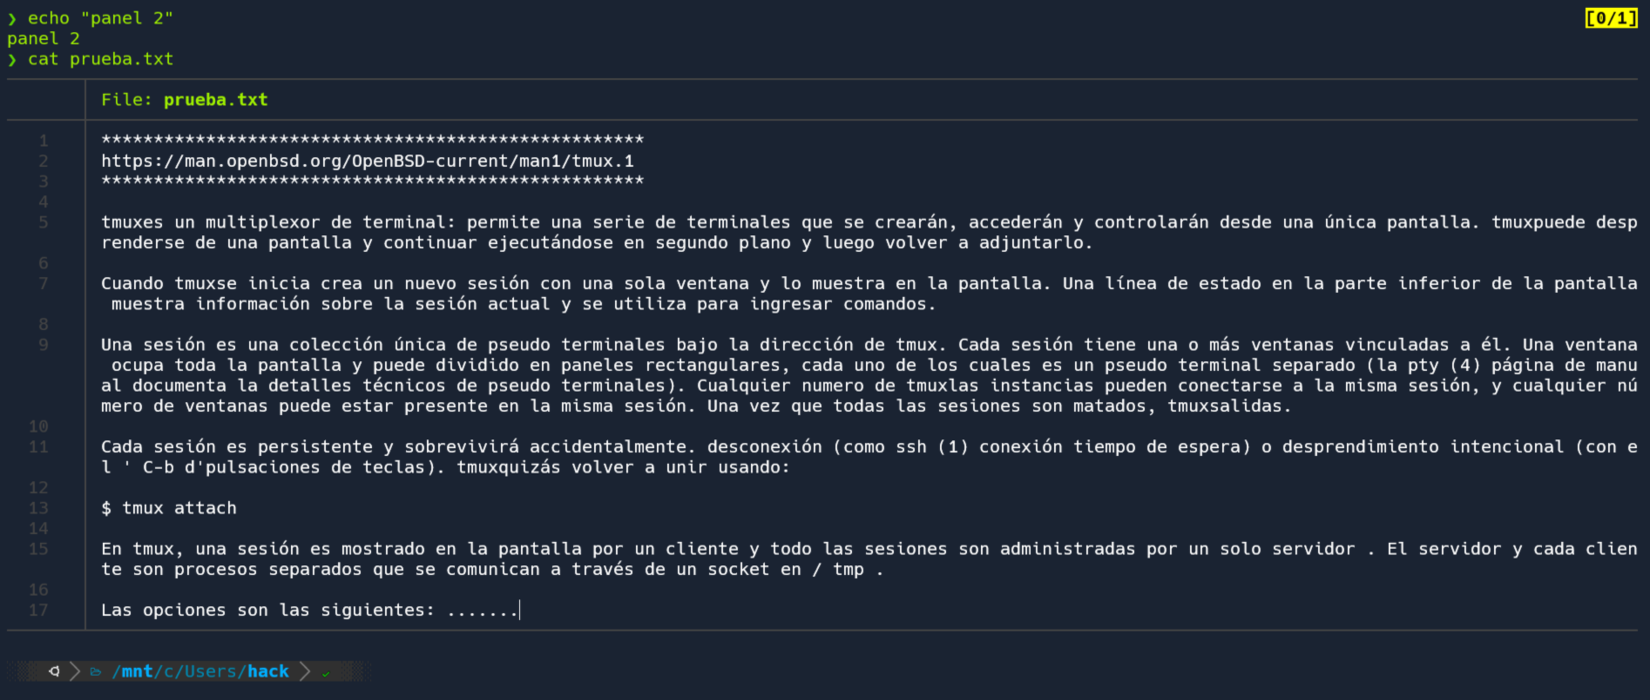 ❯ echo "panel 2"
[0/1]
panel 2
❯ cat prueba.txt
File: prueba.txt
1 ****************************************************
2 https://man.openbsd.org/OpenBSD-current/man1/tmux.1
3 ****************************************************
4
5 tmuxes un multiplexor de terminal: permite una serie de terminales que se crearán, accederán y controlarán desde una única pantalla. tmuxpuede desp
renderse de una pantalla y continuar ejecutándose en segundo plano y luego volver a adjuntarlo.
6
7 Cuando tmuxse inicia crea un nuevo sesión con una sola ventana y lo muestra en la pantalla. Una línea de estado en la parte inferior de la pantalla
muestra información sobre la sesión actual y se utiliza para ingresar comandos.
8
9 Una sesión es una colección única de pseudo terminales bajo la dirección de tmux. Cada sesión tiene una o más ventanas vinculadas a él. Una ventana
ocupa toda la pantalla y puede dividido en paneles rectangulares, cada uno de los cuales es un pseudo terminal separado (la pty (4) página de manu
al documenta la detalles técnicos de pseudo terminales). Cualquier numero de tmuxlas instancias pueden conectarse a la misma sesión, y cualquier nú
mero de ventanas puede estar presente en la misma sesión. Una vez que todas las sesiones son matados, tmuxsalidas.
10
11 Cada sesión es persistente y sobrevivirá accidentalmente. desconexión (como ssh (1) conexión tiempo de espera) o desprendimiento intencional (con e
l ' C-b d'pulsaciones de teclas). tmuxquizás volver a unir usando:
12
13 $ tmux attach
14
15 En tmux, una sesión es mostrado en la pantalla por un cliente y todo las sesiones son administradas por un solo servidor . El servidor y cada clien
te son procesos separados que se comunican a través de un socket en / tmp .
16
17 Las opciones son las siguientes: .......
/mnt/c/Users/hack